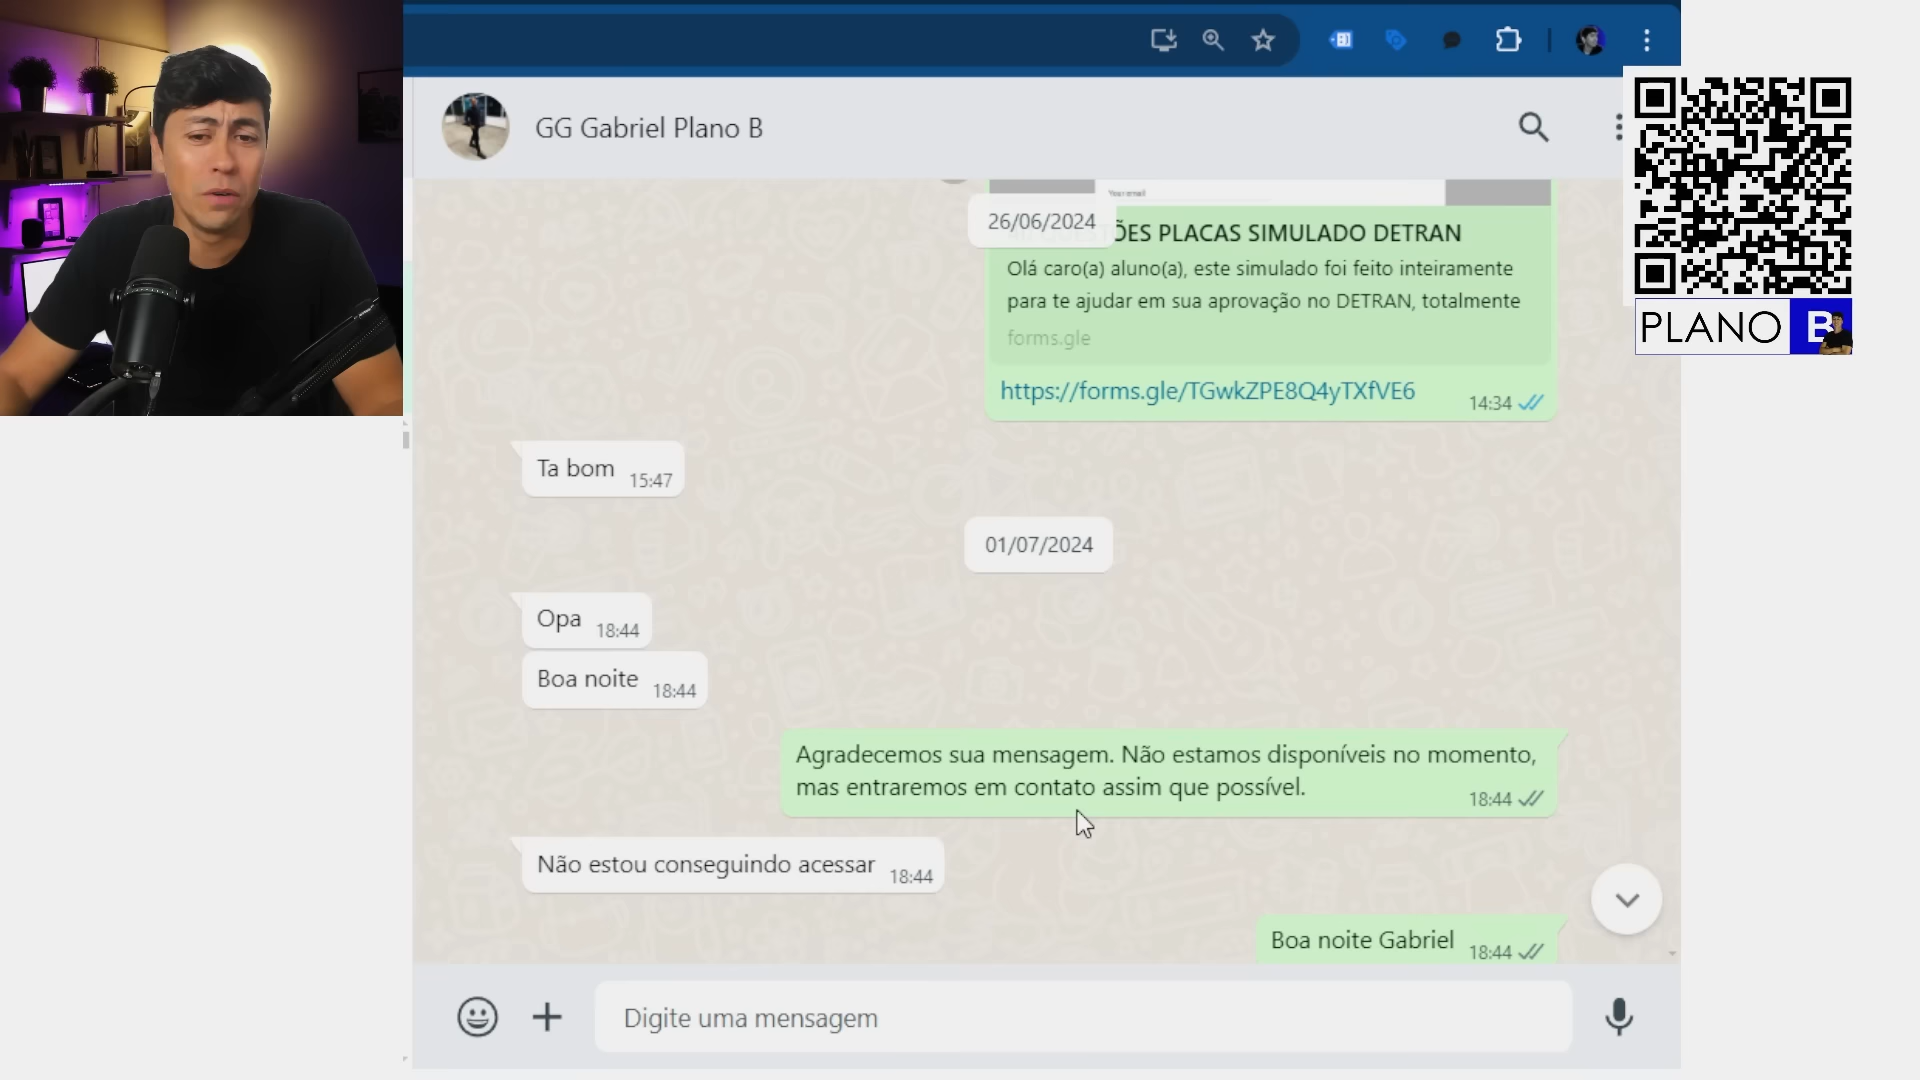 GG Gabriel Plano B
Your email
26/06/2024
ÕES PLACAS SIMULADO DETRAN
Olá caro(a) aluno(a), este simulado foi feito inteiramente
para te ajudar em sua aprovação no DETRAN, totalmente
forms.gle
https://forms.gle/TGwkZPE8Q4yTXfVE6
14:34
Ta bom 15:47
01/07/2024
Opa 18:44
Boa noite 18:44
Agradecemos sua mensagem. Não estamos disponíveis no momento,
mas entraremos em contato assim que possível.
18:44
Não estou conseguindo acessar 18:44
Boa noite Gabriel 18:44
Digite uma mensagem
PLANO B